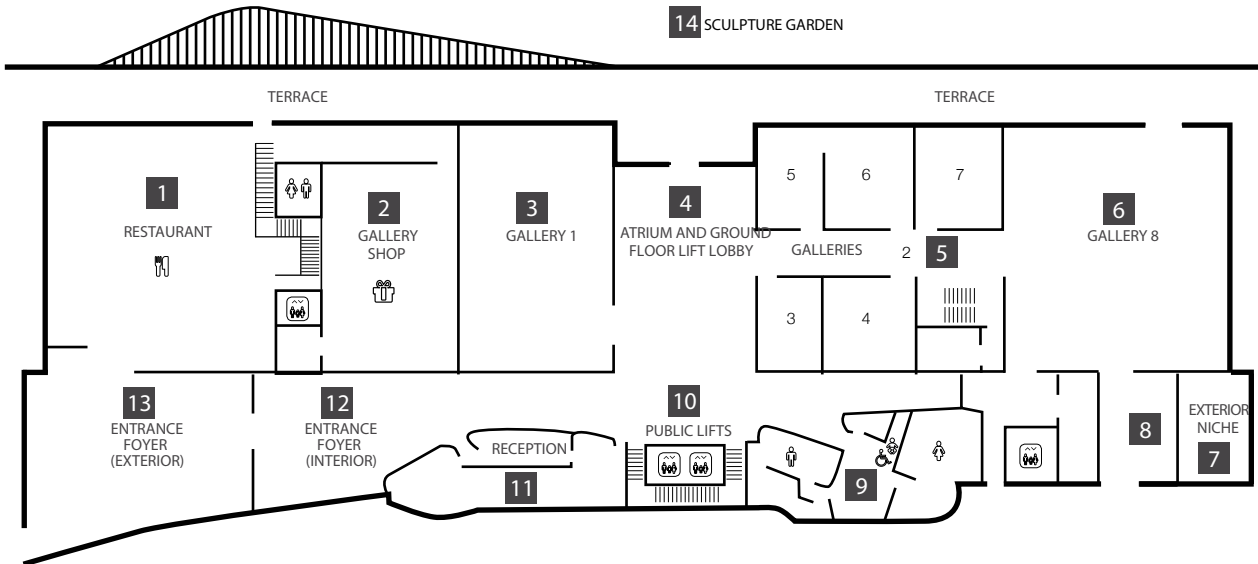 14 SCULPTURE GARDEN
TERRACE
TERRACE
1
RESTAURANT
2
GALLERY
SHOP
3
GALLERY 1
4
ATRIUM AND GROUND
FLOOR LIFT LOBBY
5
6
7
GALLERIES
2
5
3
4
6
GALLERY 8
13
ENTRANCE
FOYER
(EXTERIOR)
12
ENTRANCE
FOYER
(INTERIOR)
RECEPTION
11
10
PUBLIC LIFTS
9
8
EXTERIOR
NICHE
7